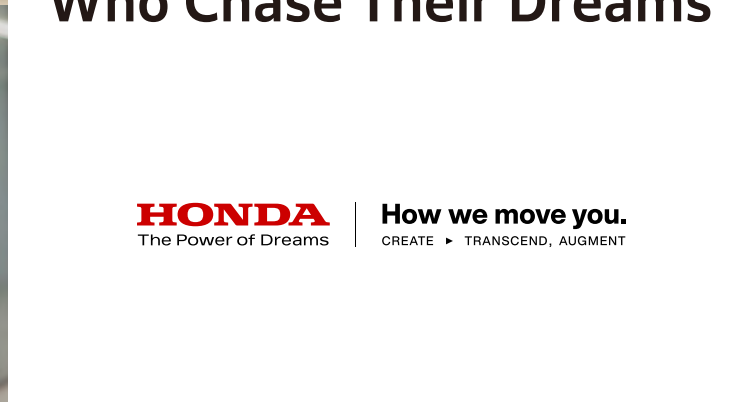 Who Chase Their Dreams
HONDA
The Power of Dreams
How we move you.
CREATE ▶ TRANSCEND, AUGMENT